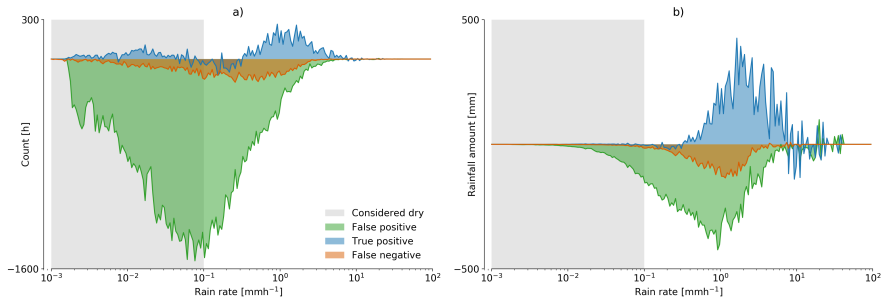 a)
300
Count [h]
−1600
10⁻³ 10⁻² 10⁻¹ 10⁰ 10¹ 10²
Rain rate [mmh⁻¹]
Considered dry
False positive
True positive
False negative
b)
500
Rainfall amount [mm]
−500
10⁻³ 10⁻² 10⁻¹ 10⁰ 10¹ 10²
Rain rate [mmh⁻¹]